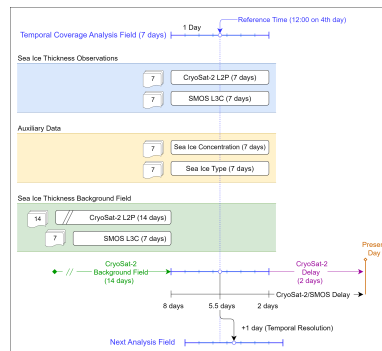 Reference Time (12:00 on 4th day)
1 Day
Temporal Coverage Analysis Field (7 days)
Sea Ice Thickness Observations
7
CryoSat-2 L2P (7 days)
7
SMOS L3C (7 days)
Auxiliary Data
7
Sea Ice Concentration (7 days)
7
Sea Ice Type (7 days)
Sea Ice Thickness Background Field
14
CryoSat-2 L2P (14 days)
7
SMOS L3C (7 days)
Present
Day
CryoSat-2
Background Field
(14 days)
CryoSat-2
Delay
(2 days)
CryoSat-2/SMOS Delay
8 days
5.5 days
2 days
+1 day (Temporal Resolution)
Next Analysis Field